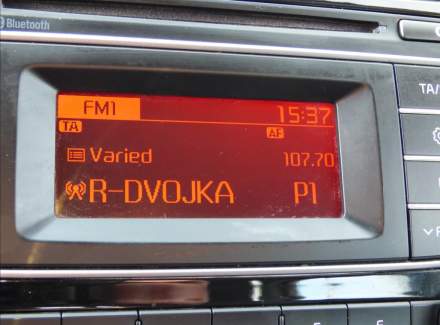 Bluetooth
FM1 15:37
TA AF
Varied 107.70
R-DVOJKA P1
TA/